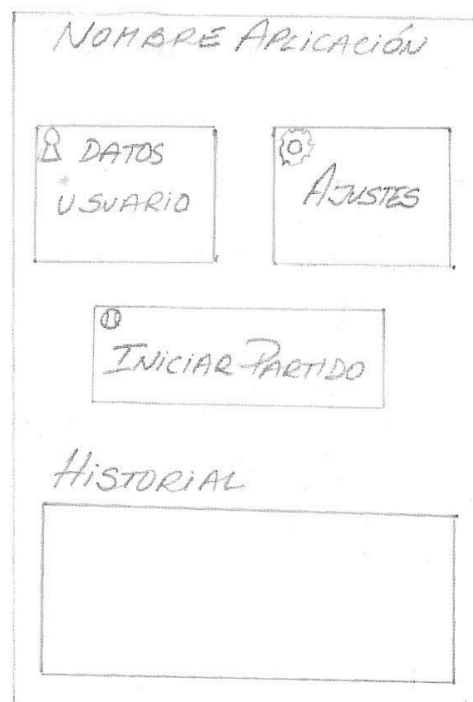 NOMBRE APLICACIÓN
DATOS
USUARIO
AJUSTES
INICIAR PARTIDO
HISTORIAL